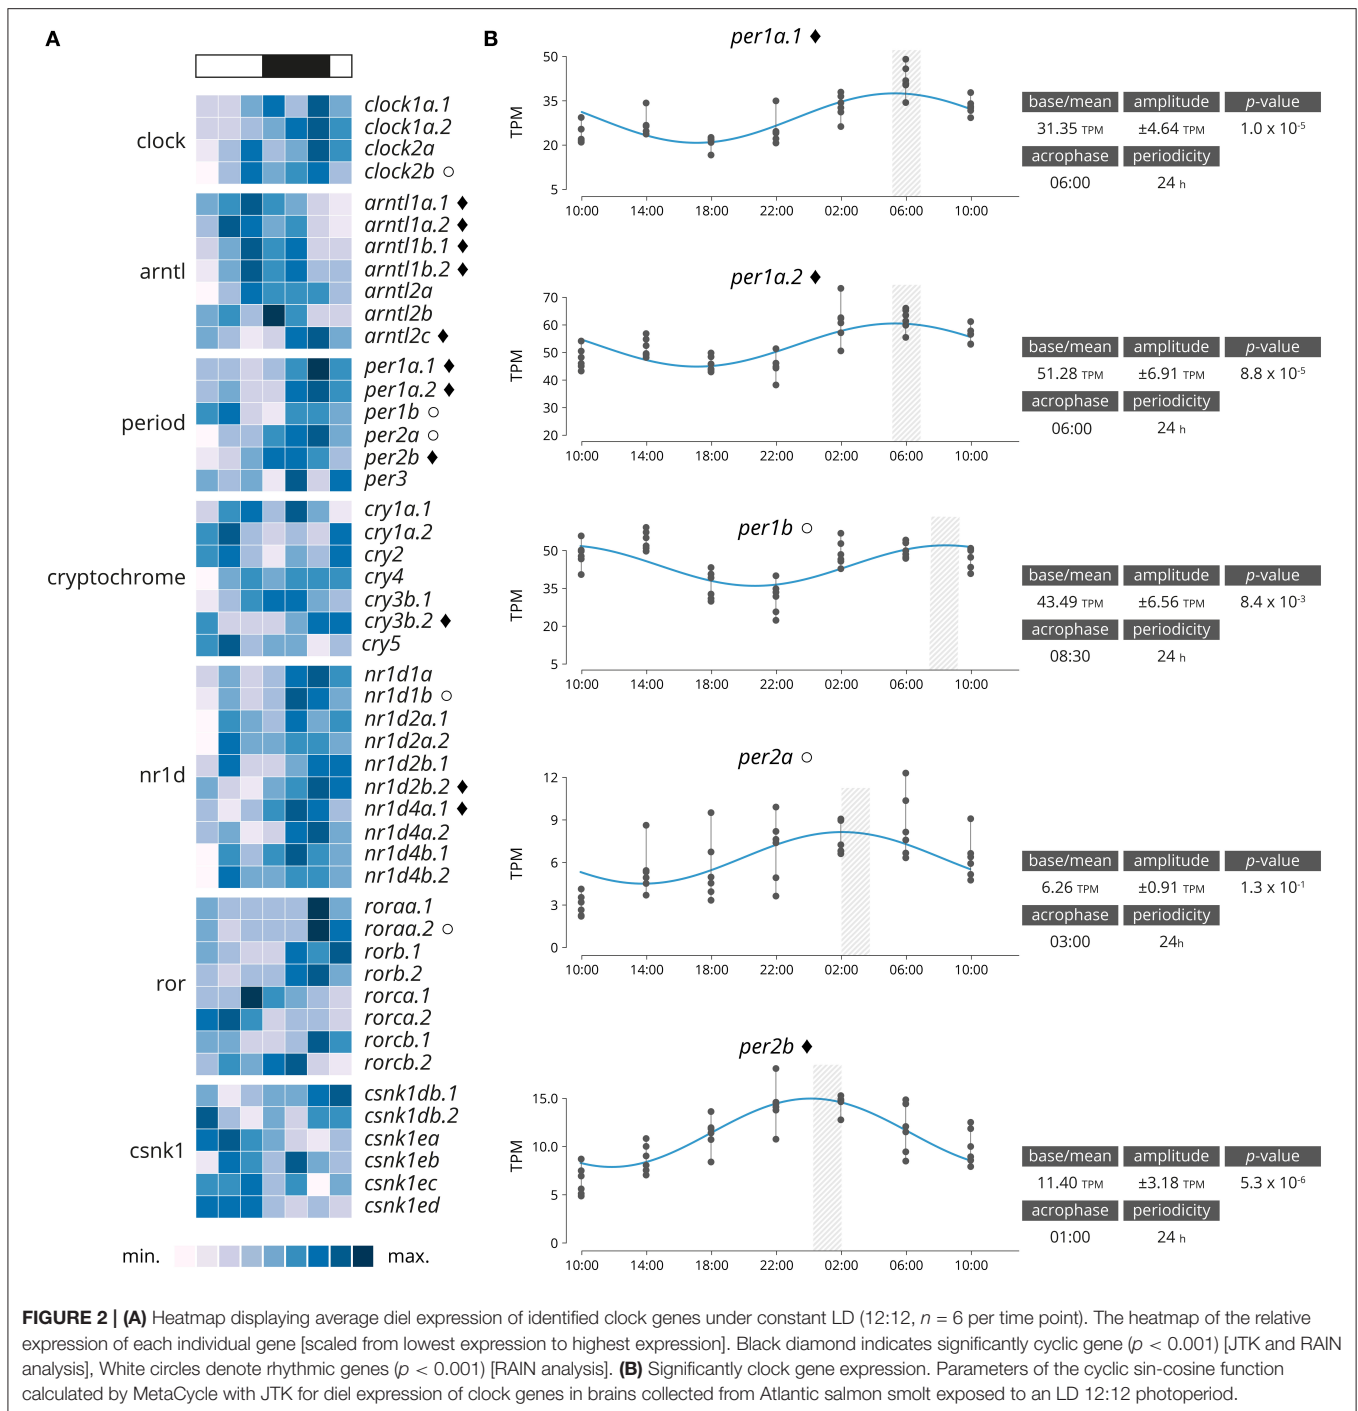 A
clock
clock1a.1
clock1a.2
clock2a
clock2b ○
arntl
arntl1a.1 ♦
arntl1a.2 ♦
arntl1b.1 ♦
arntl1b.2 ♦
arntl2a
arntl2b
arntl2c ♦
period
per1a.1 ♦
per1a.2 ♦
per1b ○
per2a ○
per2b ♦
per3
cryptochrome
cry1a.1
cry1a.2
cry2
cry4
cry3b.1
cry3b.2 ♦
cry5
nr1d
nr1d1a
nr1d1b ○
nr1d2a.1
nr1d2a.2
nr1d2b.1
nr1d2b.2 ♦
nr1d4a.1 ♦
nr1d4a.2
nr1d4b.1
nr1d4b.2
ror
roraa.1
roraa.2 ○
rorb.1
rorb.2
rorca.1
rorca.2
rorcb.1
rorcb.2
csnk1
csnk1db.1
csnk1db.2
csnk1ea
csnk1eb
csnk1ec
csnk1ed
min. max.
B
per1a.1 ♦
TPM
50
35
20
5
10:00 14:00 18:00 22:00 02:00 06:00 10:00
base/mean amplitude p-value
31.35 TPM ±4.64 TPM 1.0 x 10-5
acrophase periodicity
06:00 24 h
per1a.2 ♦
TPM
70
60
50
40
30
20
10:00 14:00 18:00 22:00 02:00 06:00 10:00
base/mean amplitude p-value
51.28 TPM ±6.91 TPM 8.8 x 10-5
acrophase periodicity
06:00 24 h
per1b ○
TPM
50
35
20
5
10:00 14:00 18:00 22:00 02:00 06:00 10:00
base/mean amplitude p-value
43.49 TPM ±6.56 TPM 8.4 x 10-3
acrophase periodicity
08:30 24 h
per2a ○
TPM
12
9
6
3
0
10:00 14:00 18:00 22:00 02:00 06:00 10:00
base/mean amplitude p-value
6.26 TPM ±0.91 TPM 1.3 x 10-1
acrophase periodicity
03:00 24h
per2b ♦
TPM
15.0
10.0
5
0
10:00 14:00 18:00 22:00 02:00 06:00 10:00
base/mean amplitude p-value
11.40 TPM ±3.18 TPM 5.3 x 10-6
acrophase periodicity
01:00 24 h
FIGURE 2 | (A) Heatmap displaying average diel expression of identified clock genes under constant LD (12:12, n = 6 per time point). The heatmap of the relative
expression of each individual gene [scaled from lowest expression to highest expression]. Black diamond indicates significantly cyclic gene (p < 0.001) [JTK and RAIN
analysis], White circles denote rhythmic genes (p < 0.001) [RAIN analysis]. (B) Significantly clock gene expression. Parameters of the cyclic sin-cosine function
calculated by MetaCycle with JTK for diel expression of clock genes in brains collected from Atlantic salmon smolt exposed to an LD 12:12 photoperiod.